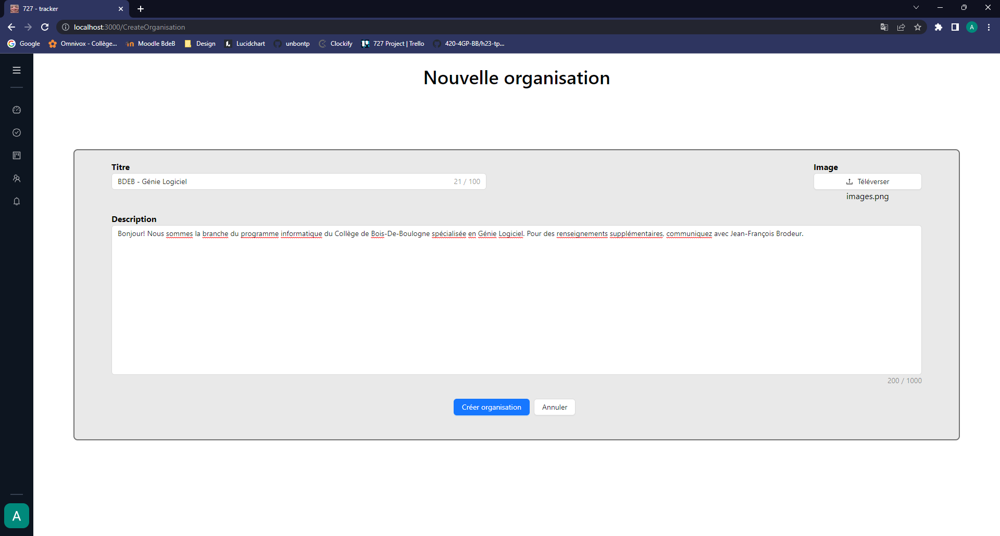 727 - tracker
localhost:3000/CreateOrganisation
A
Google
Omnivox - Collège...
Moodle BdeB
Design
Lucidchart
unbontp
Clockify
727 Project | Trello
420-4GP-BB/h23-tp...
Nouvelle organisation
Titre
Image
BDEB - Génie Logiciel
21 / 100
Téléverser
images.png
Description
Bonjour! Nous sommes la branche du programme informatique du Collège de Bois-De-Boulogne spécialisée en Génie Logiciel. Pour des renseignements supplémentaires, communiquez avec Jean-François Brodeur.
200 / 1000
Créer organisation
Annuler
A